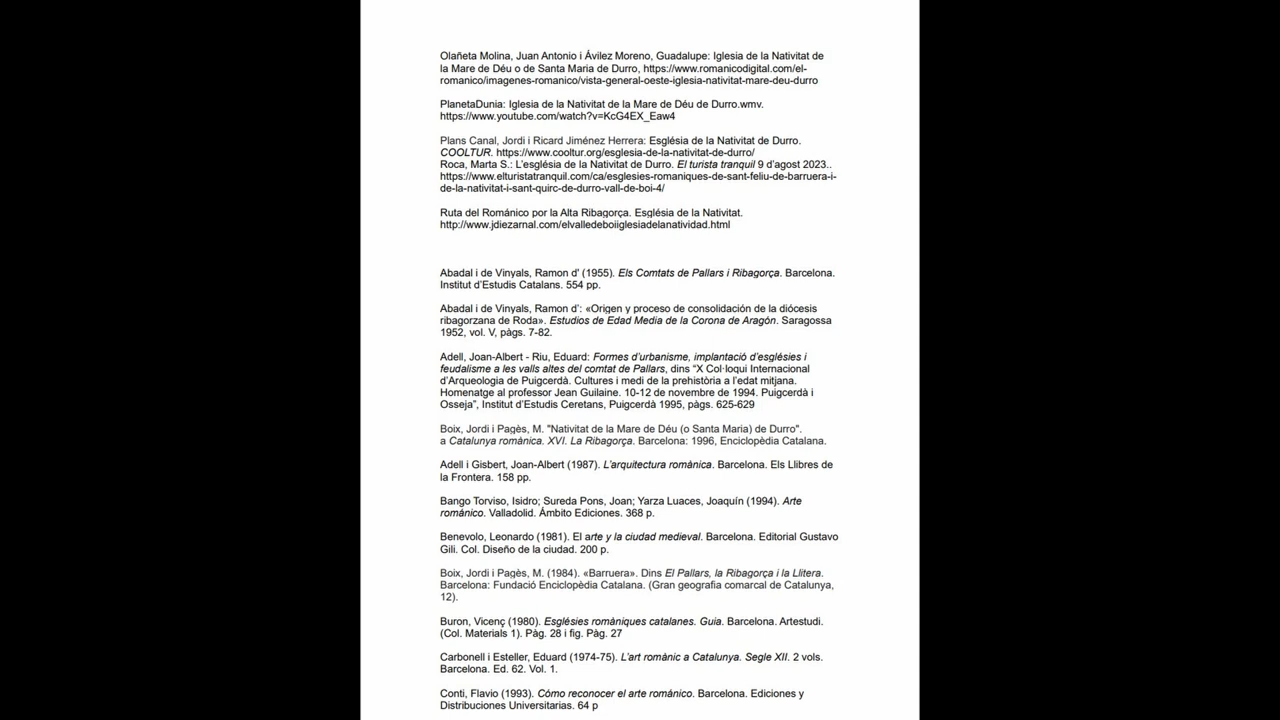 Olañeta Molina, Juan Antonio i Ávilez Moreno, Guadalupe: Iglesia de la Nativitat de
la Mare de Déu o de Santa Maria de Durro, https://www.romanicodigital.com/el-
romanico/imagenes-romanico/vista-general-oeste-iglesia-nativitat-mare-deu-durro
PlanetaDunia: Iglesia de la Nativitat de la Mare de Déu de Durro.wmv.
https://www.youtube.com/watch?v=KcG4EX_Eaw4
Plans Canal, Jordi i Ricard Jiménez Herrera: Església de la Nativitat de Durro.
COOLTUR. https://www.cooltur.org/esglesia-de-la-nativitat-de-durro/
Roca, Marta S.: L'església de la Nativitat de Durro. El turista tranquil 9 d'agost 2023..
https://www.elturistatranquil.com/ca/esglesies-romaniques-de-sant-feliu-de-barruera-i-
de-la-nativitat-i-sant-quirc-de-durro-vall-de-boi-4/
Ruta del Románico por la Alta Ribagorça. Església de la Nativitat.
http://www.jdiezarnal.com/elvalledeboiiglesiadelanatividad.html
Abadal i de Vinyals, Ramon d' (1955). Els Comtats de Pallars i Ribagorça. Barcelona.
Institut d'Estudis Catalans. 554 pp.
Abadal i de Vinyals, Ramon d': «Origen y proceso de consolidación de la diócesis
ribagorzana de Roda». Estudios de Edad Media de la Corona de Aragón. Saragossa
1952, vol. V, pàgs. 7-82.
Adell, Joan-Albert - Riu, Eduard: Formes d'urbanisme, implantació d'esglésies i
feudalisme a les valls altes del comtat de Pallars, dins "X Col·loqui Internacional
d'Arqueologia de Puigcerdà. Cultures i medi de la prehistòria a l'edat mitjana.
Homenatge al professor Jean Guilaine. 10-12 de novembre de 1994. Puigcerdà i
Osseja", Institut d'Estudis Ceretans, Puigcerdà 1995, pàgs. 625-629
Boix, Jordi i Pagès, M. "Nativitat de la Mare de Déu (o Santa Maria) de Durro".
a Catalunya romànica. XVI. La Ribagorça. Barcelona: 1996, Enciclopèdia Catalana.
Adell i Gisbert, Joan-Albert (1987). L'arquitectura romànica. Barcelona. Els Llibres de
la Frontera. 158 pp.
Bango Torviso, Isidro; Sureda Pons, Joan; Yarza Luaces, Joaquín (1994). Arte
románico. Valladolid. Ámbito Ediciones. 368 p.
Benevolo, Leonardo (1981). El arte y la ciudad medieval. Barcelona. Editorial Gustavo
Gili. Col. Diseño de la ciudad. 200 p.
Boix, Jordi i Pagès, M. (1984). «Barruera». Dins El Pallars, la Ribagorça i la Llitera.
Barcelona: Fundació Enciclopèdia Catalana. (Gran geografia comarcal de Catalunya,
12).
Buron, Vicenç (1980). Esglésies romàniques catalanes. Guia. Barcelona. Artestudi.
(Col. Materials 1). Pàg. 28 i fig. Pàg. 27
Carbonell i Esteller, Eduard (1974-75). L'art romànic a Catalunya. Segle XII. 2 vols.
Barcelona. Ed. 62. Vol. 1.
Conti, Flavio (1993). Cómo reconocer el arte románico. Barcelona. Ediciones y
Distribuciones Universitarias. 64 p